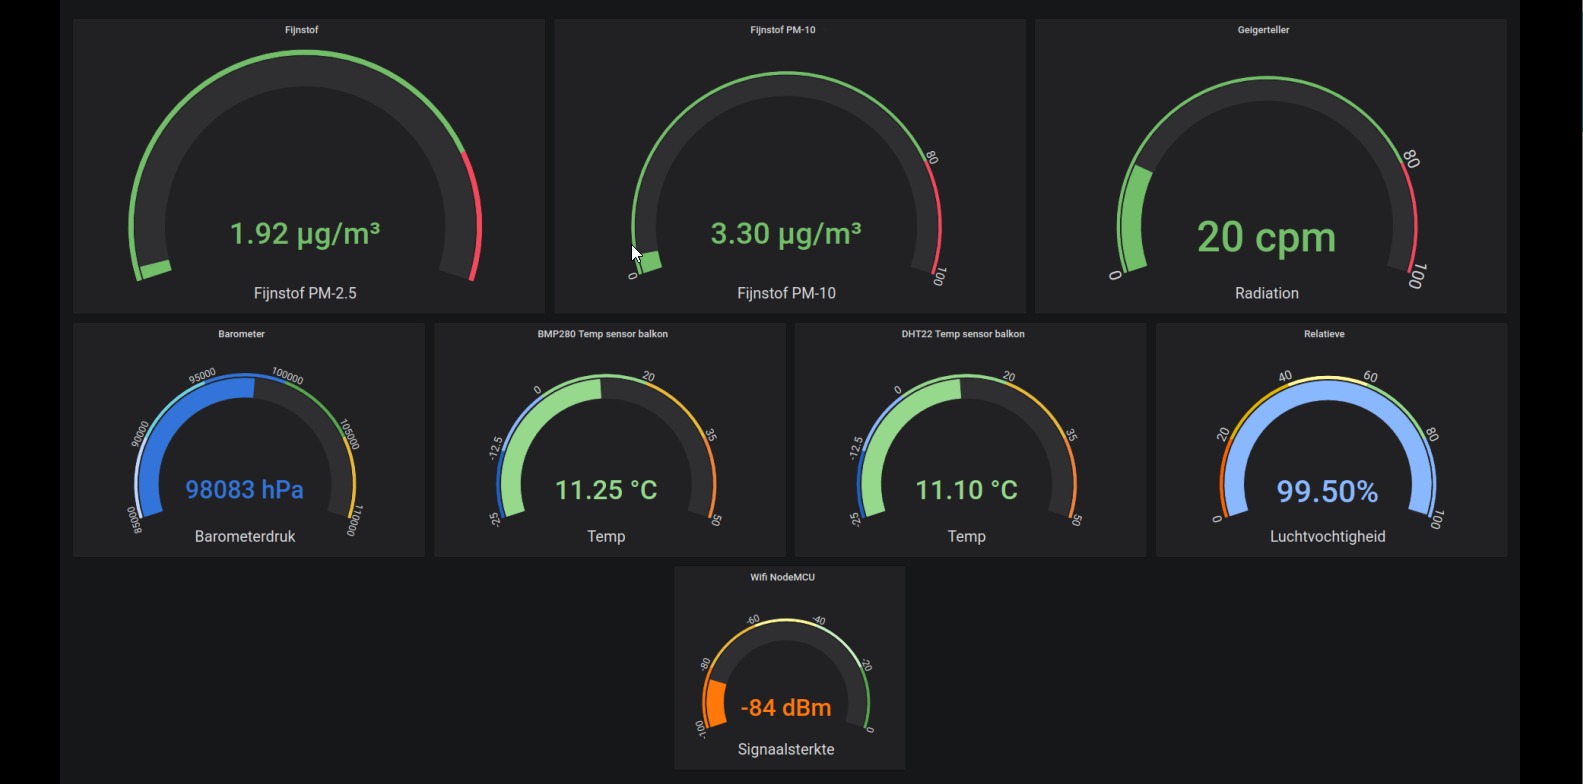 Fijnstof
1.92 µg/m³
Fijnstof PM-2.5
Fijnstof PM-10
80
3.30 µg/m³
0
100
Fijnstof PM-10
Geigerteller
80
20 cpm
0
100
Radiation
Barometer
95000
100000
90000
105000
98083 hPa
85000
110000
Barometerdruk
BMP280 Temp sensor balkon
0
20
-12.5
35
11.25 °C
-25
50
Temp
DHT22 Temp sensor balkon
0
20
-12.5
35
11.10 °C
-25
50
Temp
Relatieve
40
60
20
80
99.50%
0
100
Luchtvochtigheid
Wifi NodeMCU
-60
-40
-80
-20
-84 dBm
-100
0
Signaalsterkte